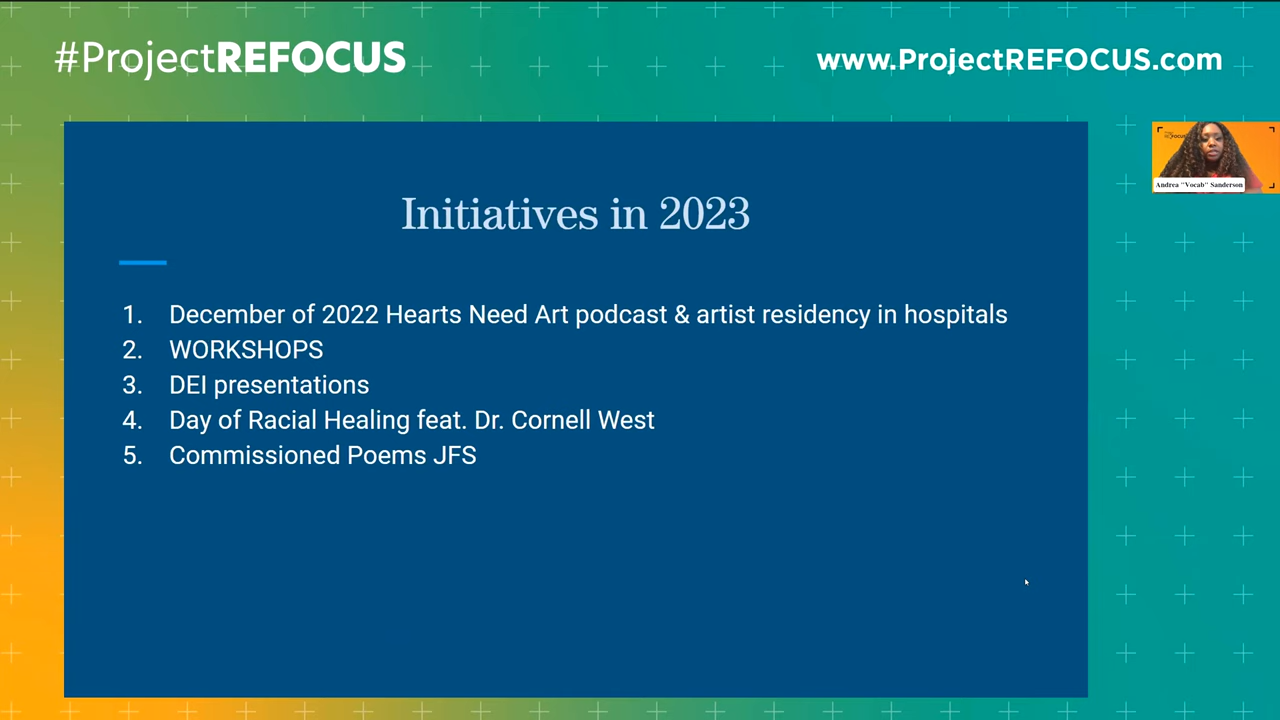 #ProjectREFOCUS
www.ProjectREFOCUS.com
Andrea "Vocab" Sanderson
Initiatives in 2023
1. December of 2022 Hearts Need Art podcast & artist residency in hospitals
2. WORKSHOPS
3. DEI presentations
4. Day of Racial Healing feat. Dr. Cornell West
5. Commissioned Poems JFS